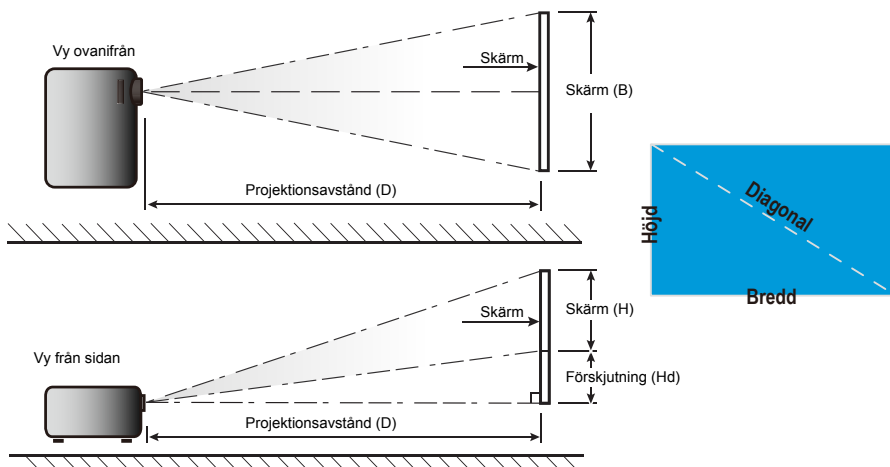 Vy ovanifrån
Skärm
Skärm (B)
Projektionsavstånd (D)
Höjd
Diagonal
Bredd
Skärm
Skärm (H)
Vy från sidan
Förskjutning (Hd)
Projektionsavstånd (D)